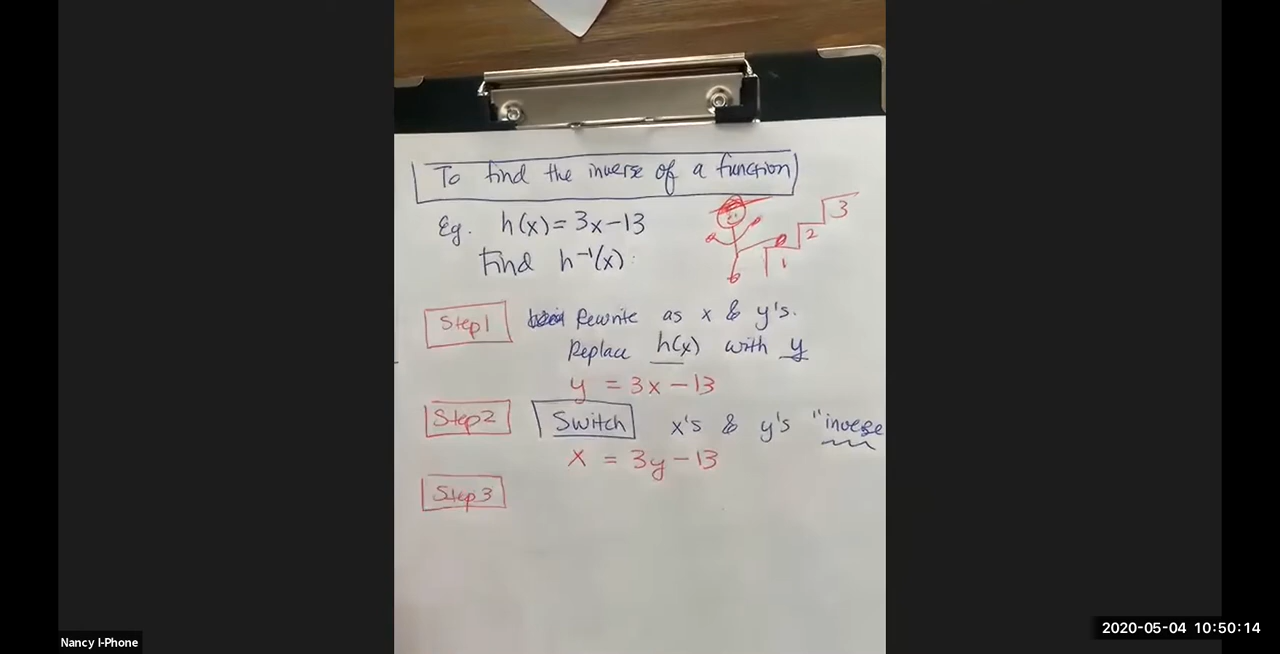 To find the inverse of a function
Eg. h(x) = 3x-13
Find h⁻¹(x).
3
2
1
Step 1 Rewrite as x & y's.
Replace h(x) with y
y = 3x-13
Step 2 Switch x's & y's "inverse
x = 3y-13
Step 3
Nancy I-Phone
2020-05-04 10:50:14